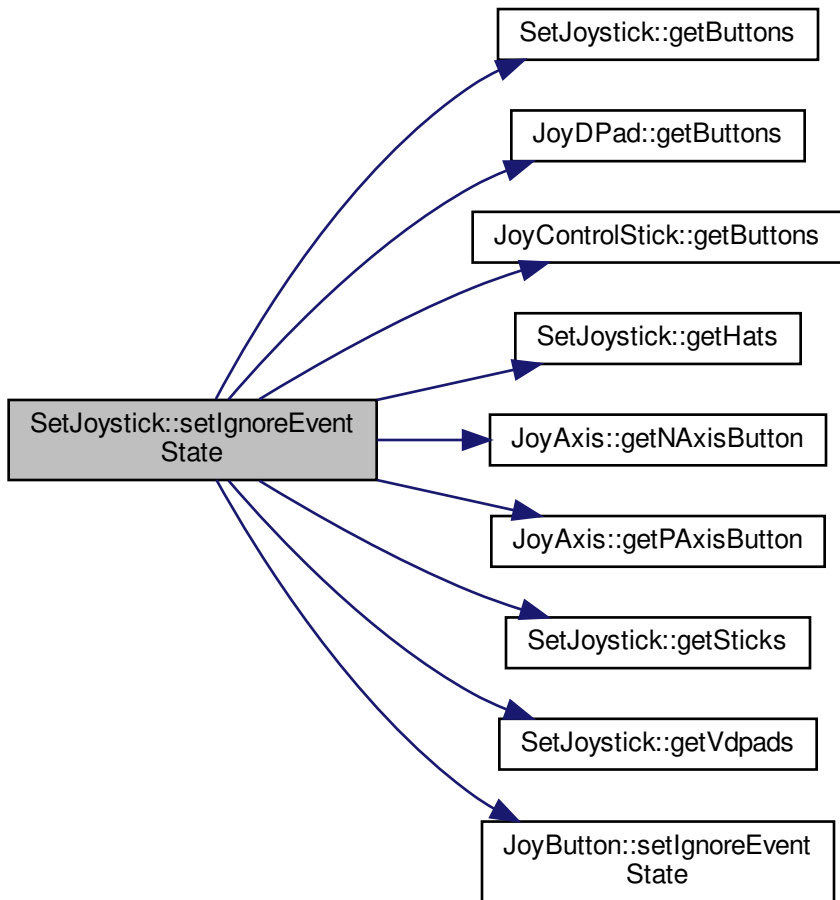 SetJoystick::getButtons
JoyDPad::getButtons
JoyControlStick::getButtons
SetJoystick::getHats
SetJoystick::setIgnoreEvent
State
JoyAxis::getNAxisButton
JoyAxis::getPAxisButton
SetJoystick::getSticks
SetJoystick::getVdpads
JoyButton::setIgnoreEvent
State